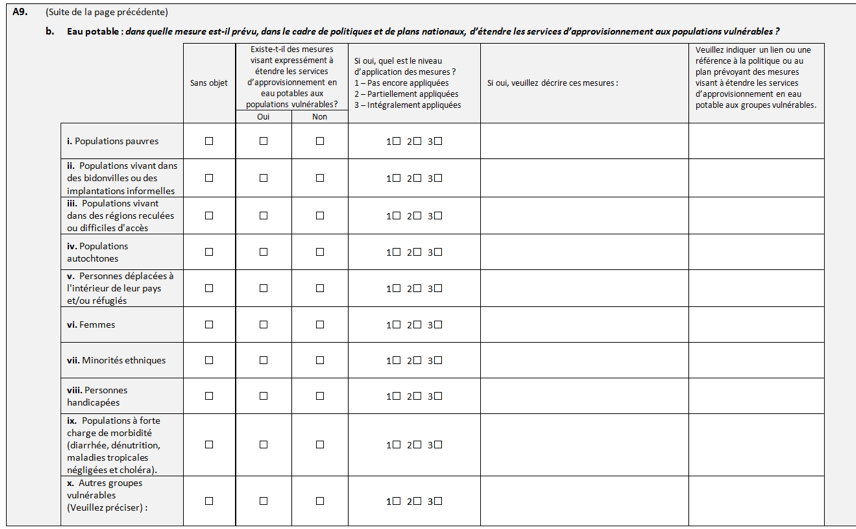 A9. (Suite de la page précédente)
b. Eau potable : dans quelle mesure est-il prévu, dans le cadre de politiques et de plans nationaux, d'étendre les services d'approvisionnement aux populations vulnérables ?
Sans objet
Existe-t-il des mesures
visant expressément à
étendre les services
d'approvisionnement en
eau potables aux
populations vulnérables?
Oui Non
Si oui, quel est le niveau
d'application des mesures ?
1 – Pas encore appliquées
2 – Partiellement appliquées
3 – Intégralement appliquées
Si oui, veuillez décrire ces mesures :
Veuillez indiquer un lien ou une
référence à la politique ou au
plan prévoyant des mesures
visant à étendre les services
d'approvisionnement en eau
potable aux groupes vulnérables.
i. Populations pauvres
☐ ☐ ☐ 1☐ 2☐ 3☐
ii. Populations vivant dans
des bidonvilles ou des
implantations informelles
☐ ☐ ☐ 1☐ 2☐ 3☐
iii. Populations vivant
dans des régions reculées
ou difficiles d'accès
☐ ☐ ☐ 1☐ 2☐ 3☐
iv. Populations
autochtones
☐ ☐ ☐ 1☐ 2☐ 3☐
v. Personnes déplacées à
l'intérieur de leur pays
et/ou réfugiés
☐ ☐ ☐ 1☐ 2☐ 3☐
vi. Femmes
☐ ☐ ☐ 1☐ 2☐ 3☐
vii. Minorités ethniques
☐ ☐ ☐ 1☐ 2☐ 3☐
viii. Personnes
handicapées
☐ ☐ ☐ 1☐ 2☐ 3☐
ix. Populations à forte
charge de morbidité
(diarrhée, dénutrition,
maladies tropicales
négligées et choléra).
☐ ☐ ☐ 1☐ 2☐ 3☐
x. Autres groupes
vulnérables
(Veuillez préciser) :
☐ ☐ ☐ 1☐ 2☐ 3☐